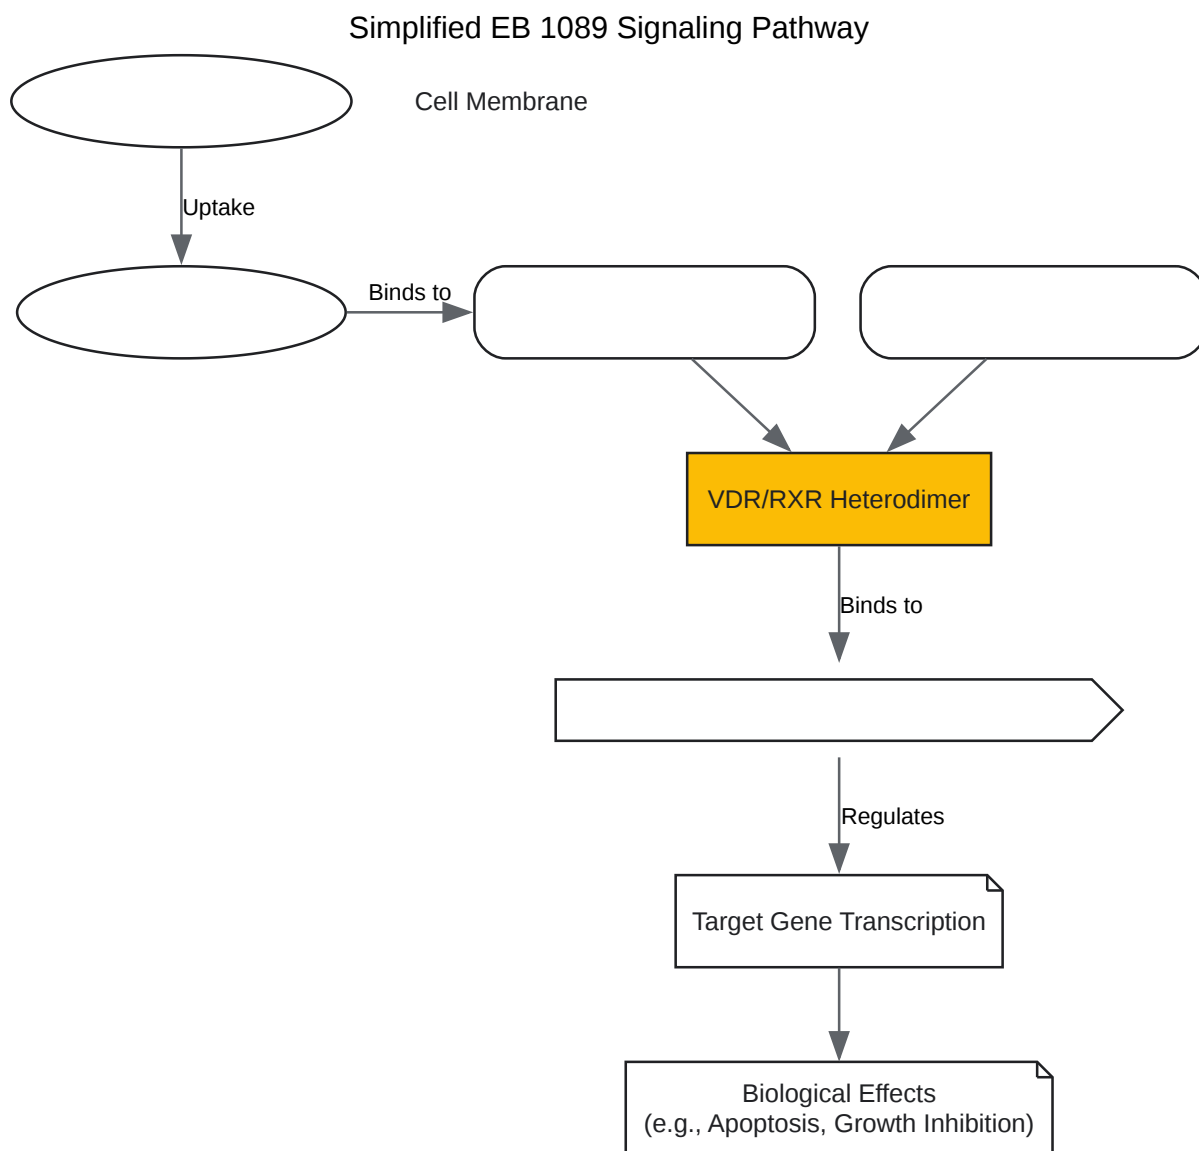 Simplified EB 1089 Signaling Pathway
Cell Membrane
Uptake
Binds to
VDR/RXR Heterodimer
Binds to
Regulates
Target Gene Transcription
Biological Effects
(e.g., Apoptosis, Growth Inhibition)